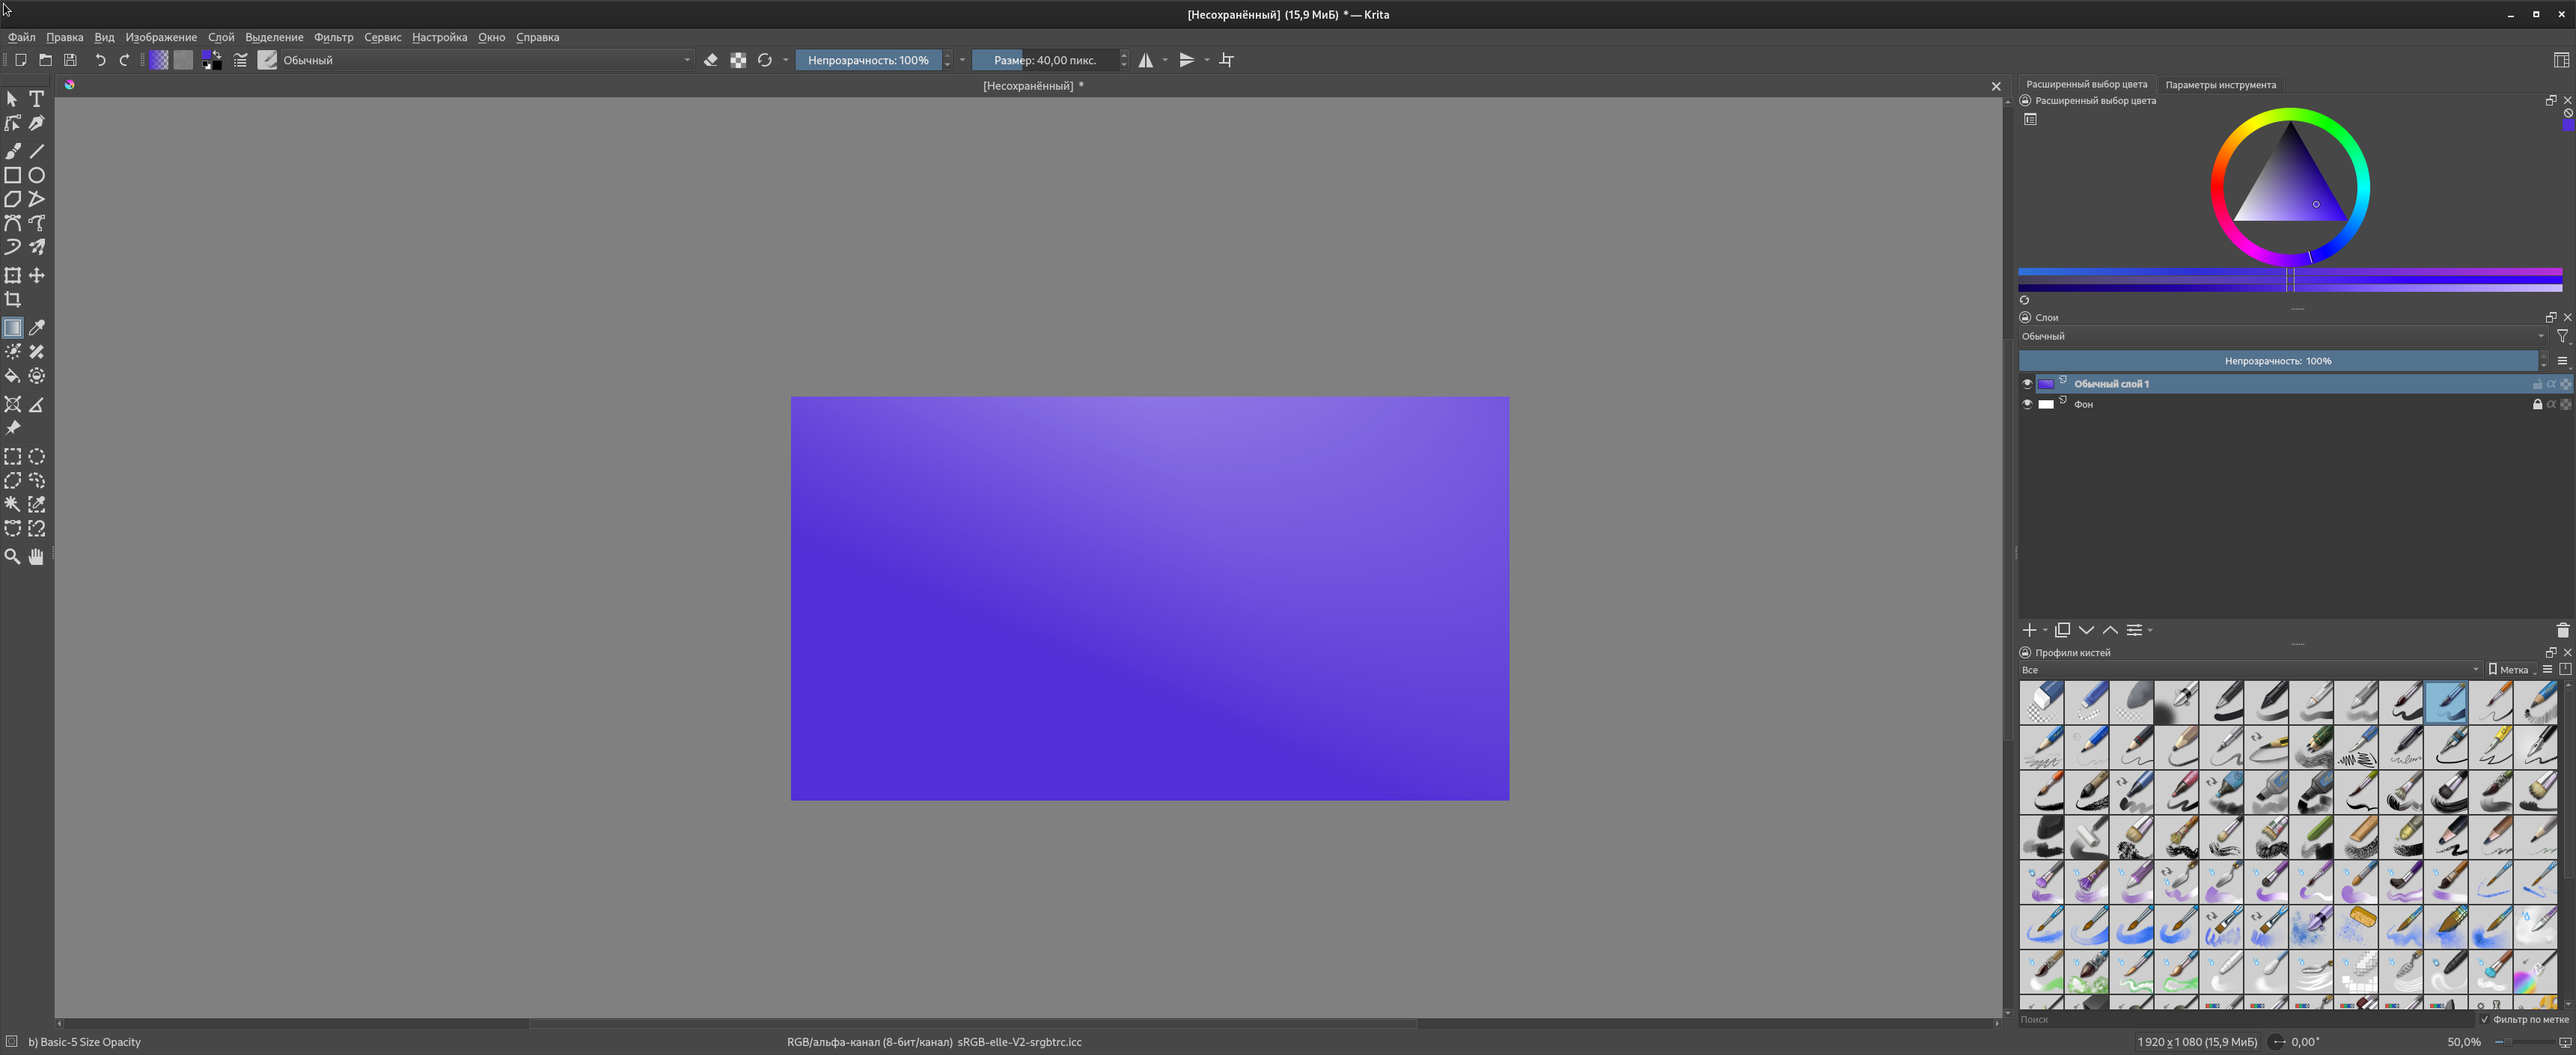 [Несохранённый] (15,9 МиБ) * — Krita
Файл Правка Вид Изображение Слой Выделение Фильтр Сервис Настройка Окно Справка
Обычный
Непрозрачность: 100%
Размер: 40,00 пикс.
[Несохранённый] *
Расширенный выбор цвета
Параметры инструмента
Расширенный выбор цвета
Слои
Обычный
Непрозрачность: 100%
Обычный слой 1
Фон
Профили кистей
Все
Метка
Поиск
Фильтр по метке
b) Basic-5 Size Opacity
RGB/альфа-канал (8-бит/канал) sRGB-elle-V2-srgbtrc.icc
1 920 x 1 080 (15,9 МиБ)
0,00°
50,0%